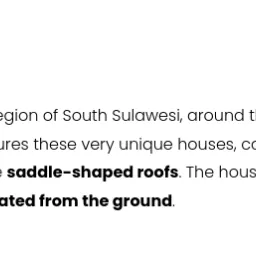 egion of South Sulawesi, around t
ures these very unique houses, c
saddle-shaped roofs. The hous
ated from the ground.